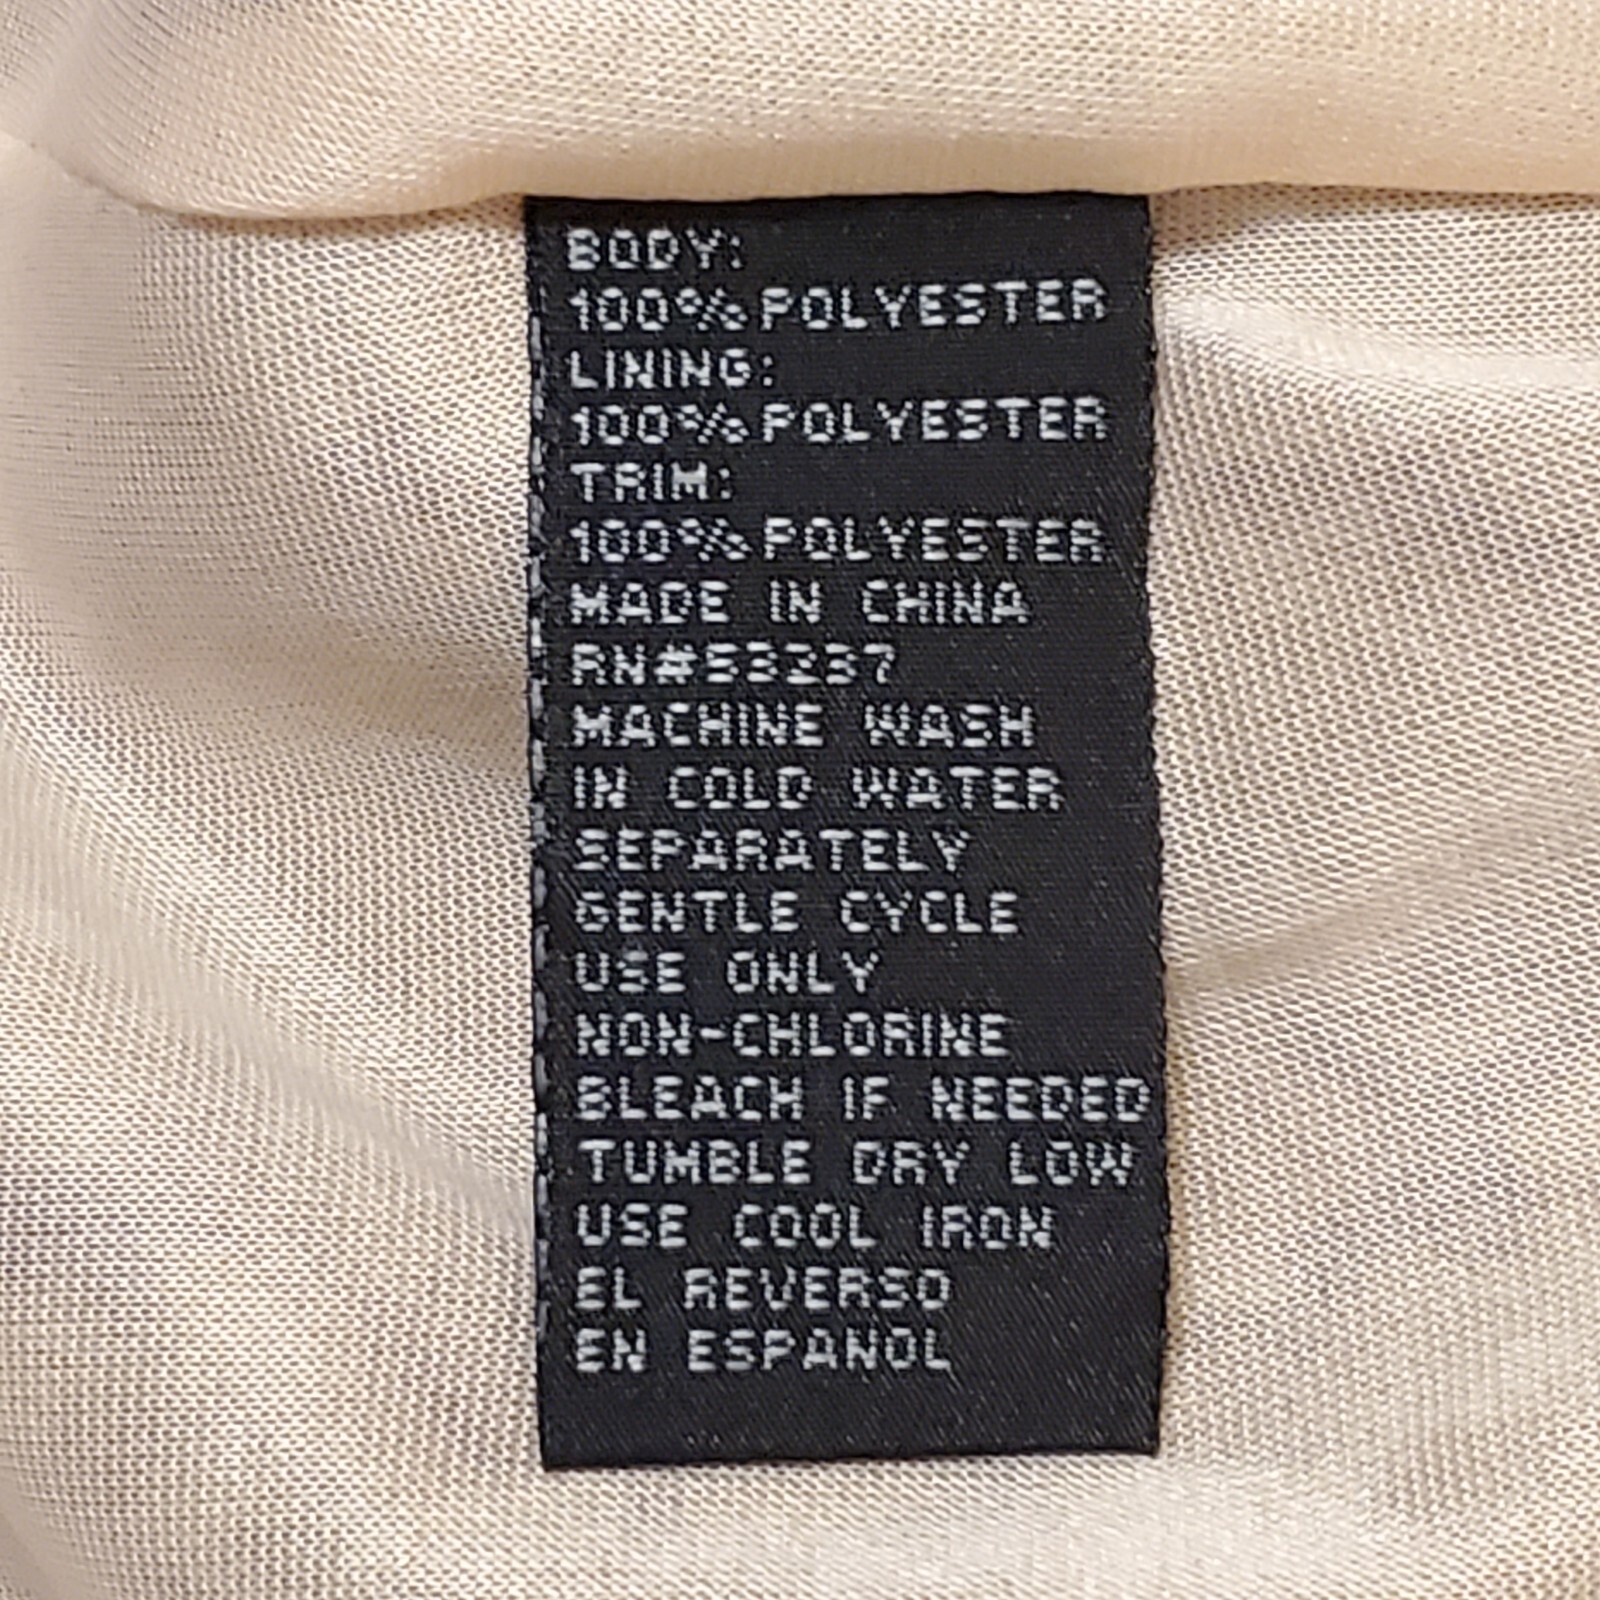 BODY:
100% POLYESTER
LINING:
100% POLYESTER
TRIM:
100% POLYESTER
MADE IN CHINA
RN#53237
MACHINE WASH
IN COLD WATER
SEPARATELY
GENTLE CYCLE
USE ONLY
NON-CHLORINE
BLEACH IF NEEDED
TUMBLE DRY LOW
USE COOL IRON
EL REVERSO
EN ESPANOL